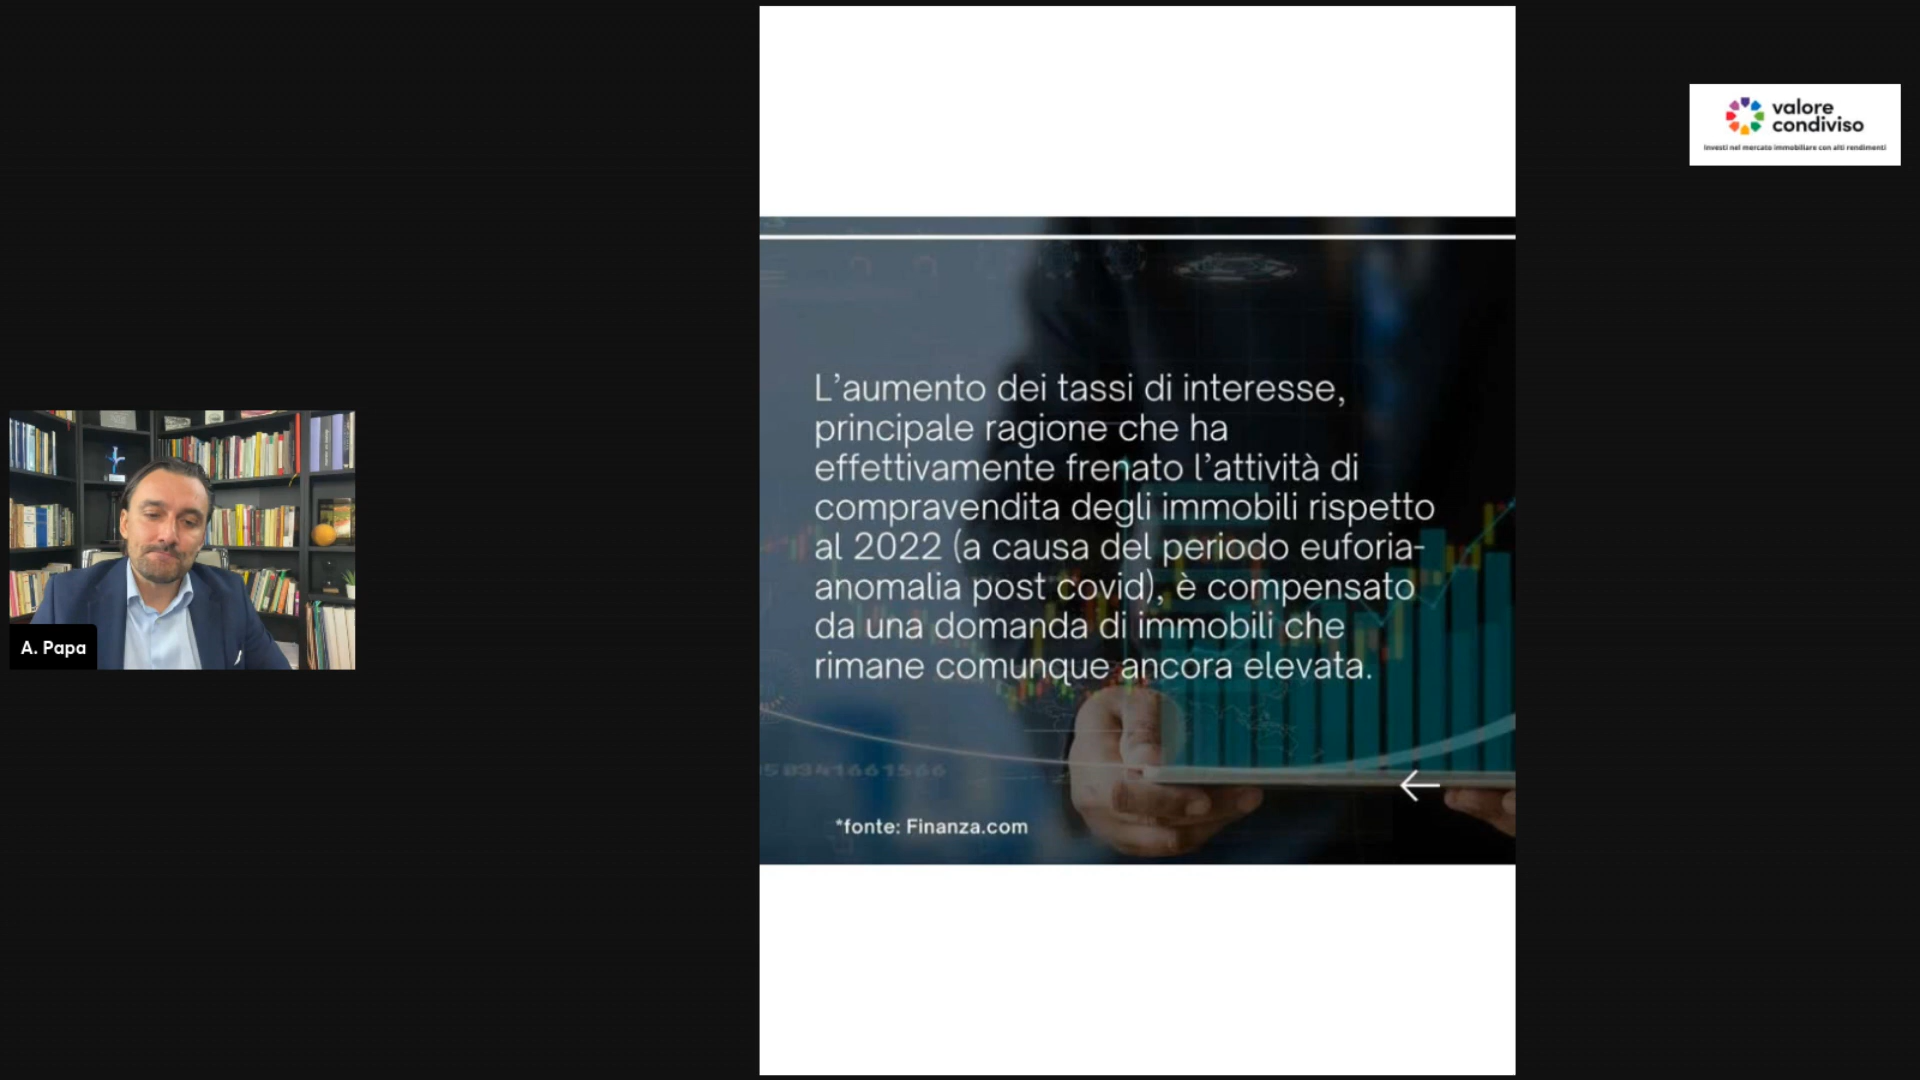 valore
condiviso
Investi nel mercato immobiliare con alti rendimenti
L'aumento dei tassi di interesse,
principale ragione che ha
effettivamente frenato l'attività di
compravendita degli immobili rispetto
al 2022 (a causa del periodo euforia-
anomalia post covid), è compensato
da una domanda di immobili che
rimane comunque ancora elevata.
A. Papa
*fonte: Finanza.com